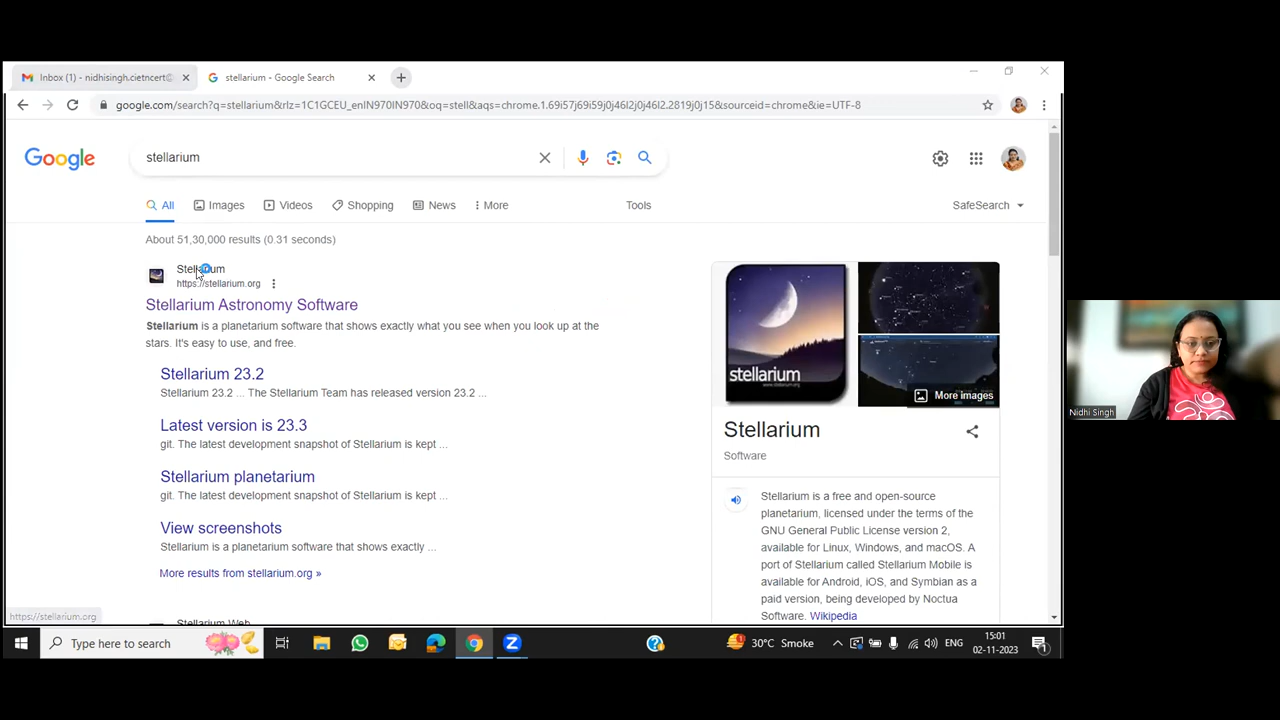 Inbox (1) - nidhisingh.cietncert@
stellarium - Google Search
google.com/search?q=stellarium&rlz=1C1GCEU_enIN970IN970&oq=stell&aqs=chrome.1.69i57j69i59j0j46l2j0j46l2.2819j0j15&sourceid=chrome&ie=UTF-8
Google
stellarium
All
Images
Videos
Shopping
News
More
Tools
SafeSearch
About 51,30,000 results (0.31 seconds)
Stellarium
https://stellarium.org
Stellarium Astronomy Software
Stellarium is a planetarium software that shows exactly what you see when you look up at the
stars. It's easy to use, and free.
Stellarium 23.2
Stellarium 23.2 ... The Stellarium Team has released version 23.2 ...
Latest version is 23.3
git. The latest development snapshot of Stellarium is kept ...
Stellarium planetarium
git. The latest development snapshot of Stellarium is kept ...
View screenshots
Stellarium is a planetarium software that shows exactly ...
More results from stellarium.org »
Stellarium Web
https://stellarium.org
stellarium
www.stellarium.org
More images
Stellarium
Software
Stellarium is a free and open-source
planetarium, licensed under the terms of the
GNU General Public License version 2,
available for Linux, Windows, and macOS. A
port of Stellarium called Stellarium Mobile is
available for Android, iOS, and Symbian as a
paid version, being developed by Noctua
Software. Wikipedia
Nidhi Singh
Type here to search
30°C Smoke
ENG
15:01
02-11-2023
1